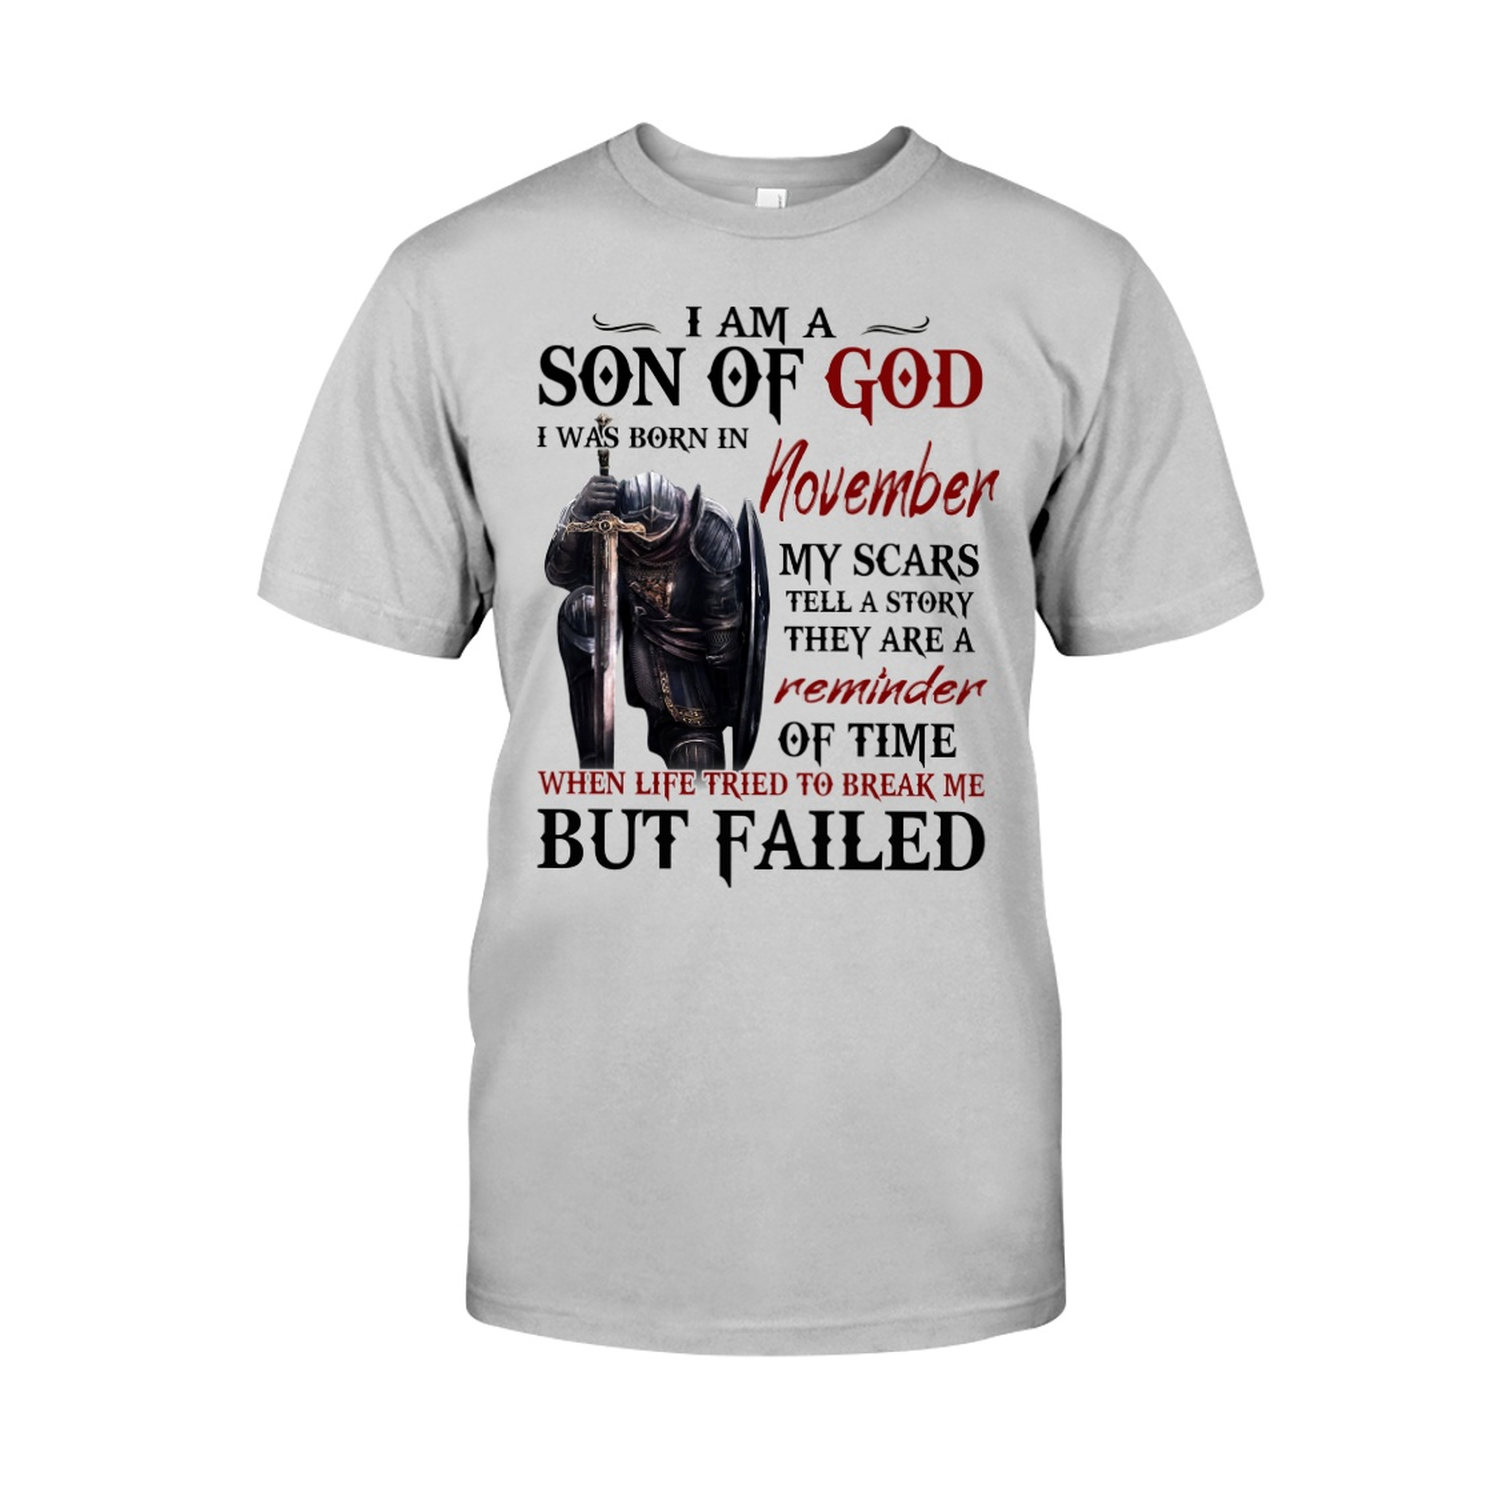 I AM A
SON OF GOD
I WAS BORN IN
November
MY SCARS
TELL A STORY
THEY ARE A
reminder
OF TIME
WHEN LIFE TRIED TO BREAK ME
BUT FAILED